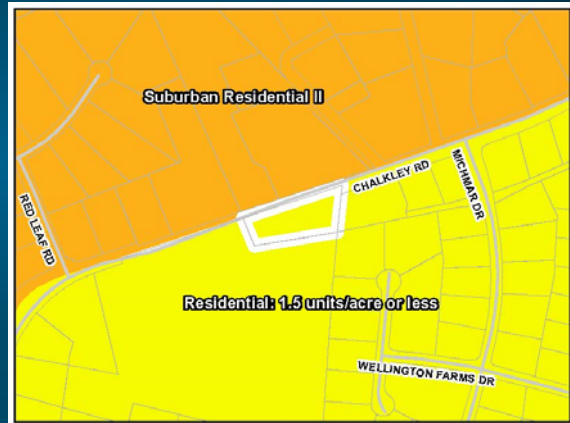 Suburban Residential II
CHALKLEY RD
MICHMAR DR
RED LEAF RD
Residential: 1.5 units/acre or less
WELLINGTON FARMS DR